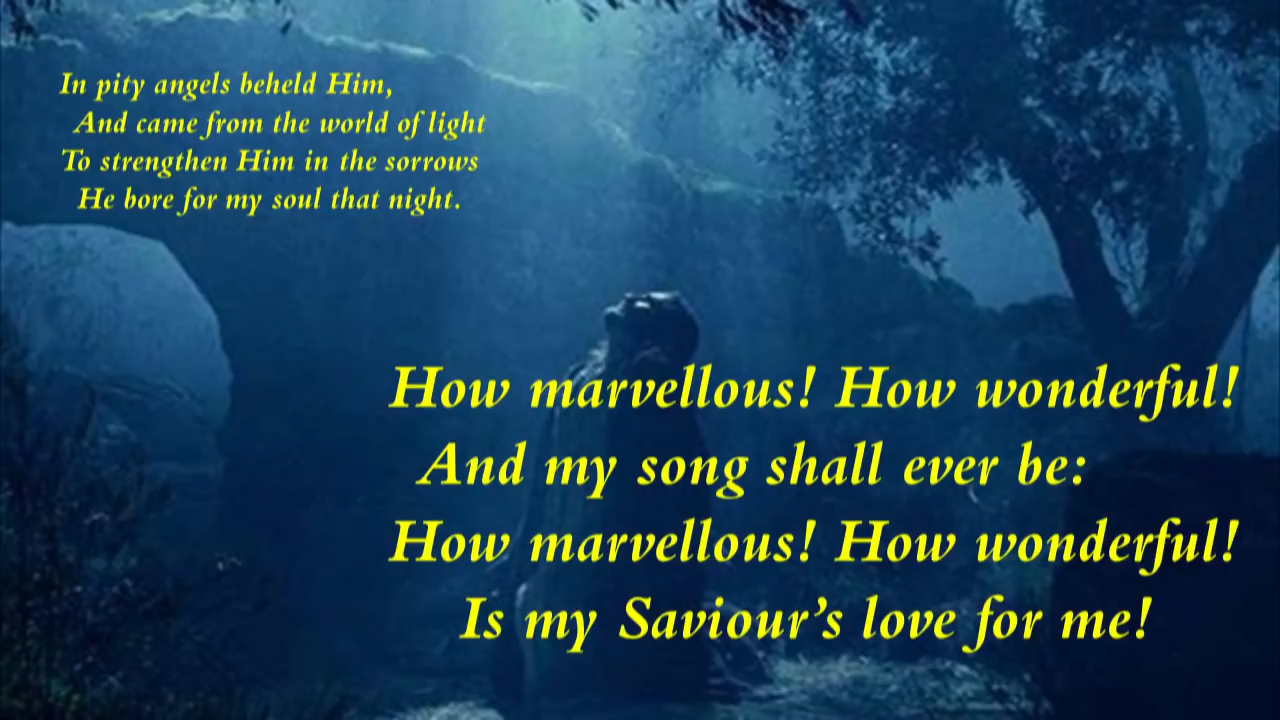 In pity angels beheld Him,
And came from the world of light
To strengthen Him in the sorrows
He bore for my soul that night.
How marvellous! How wonderful!
And my song shall ever be:
How marvellous! How wonderful!
Is my Saviour’s love for me!